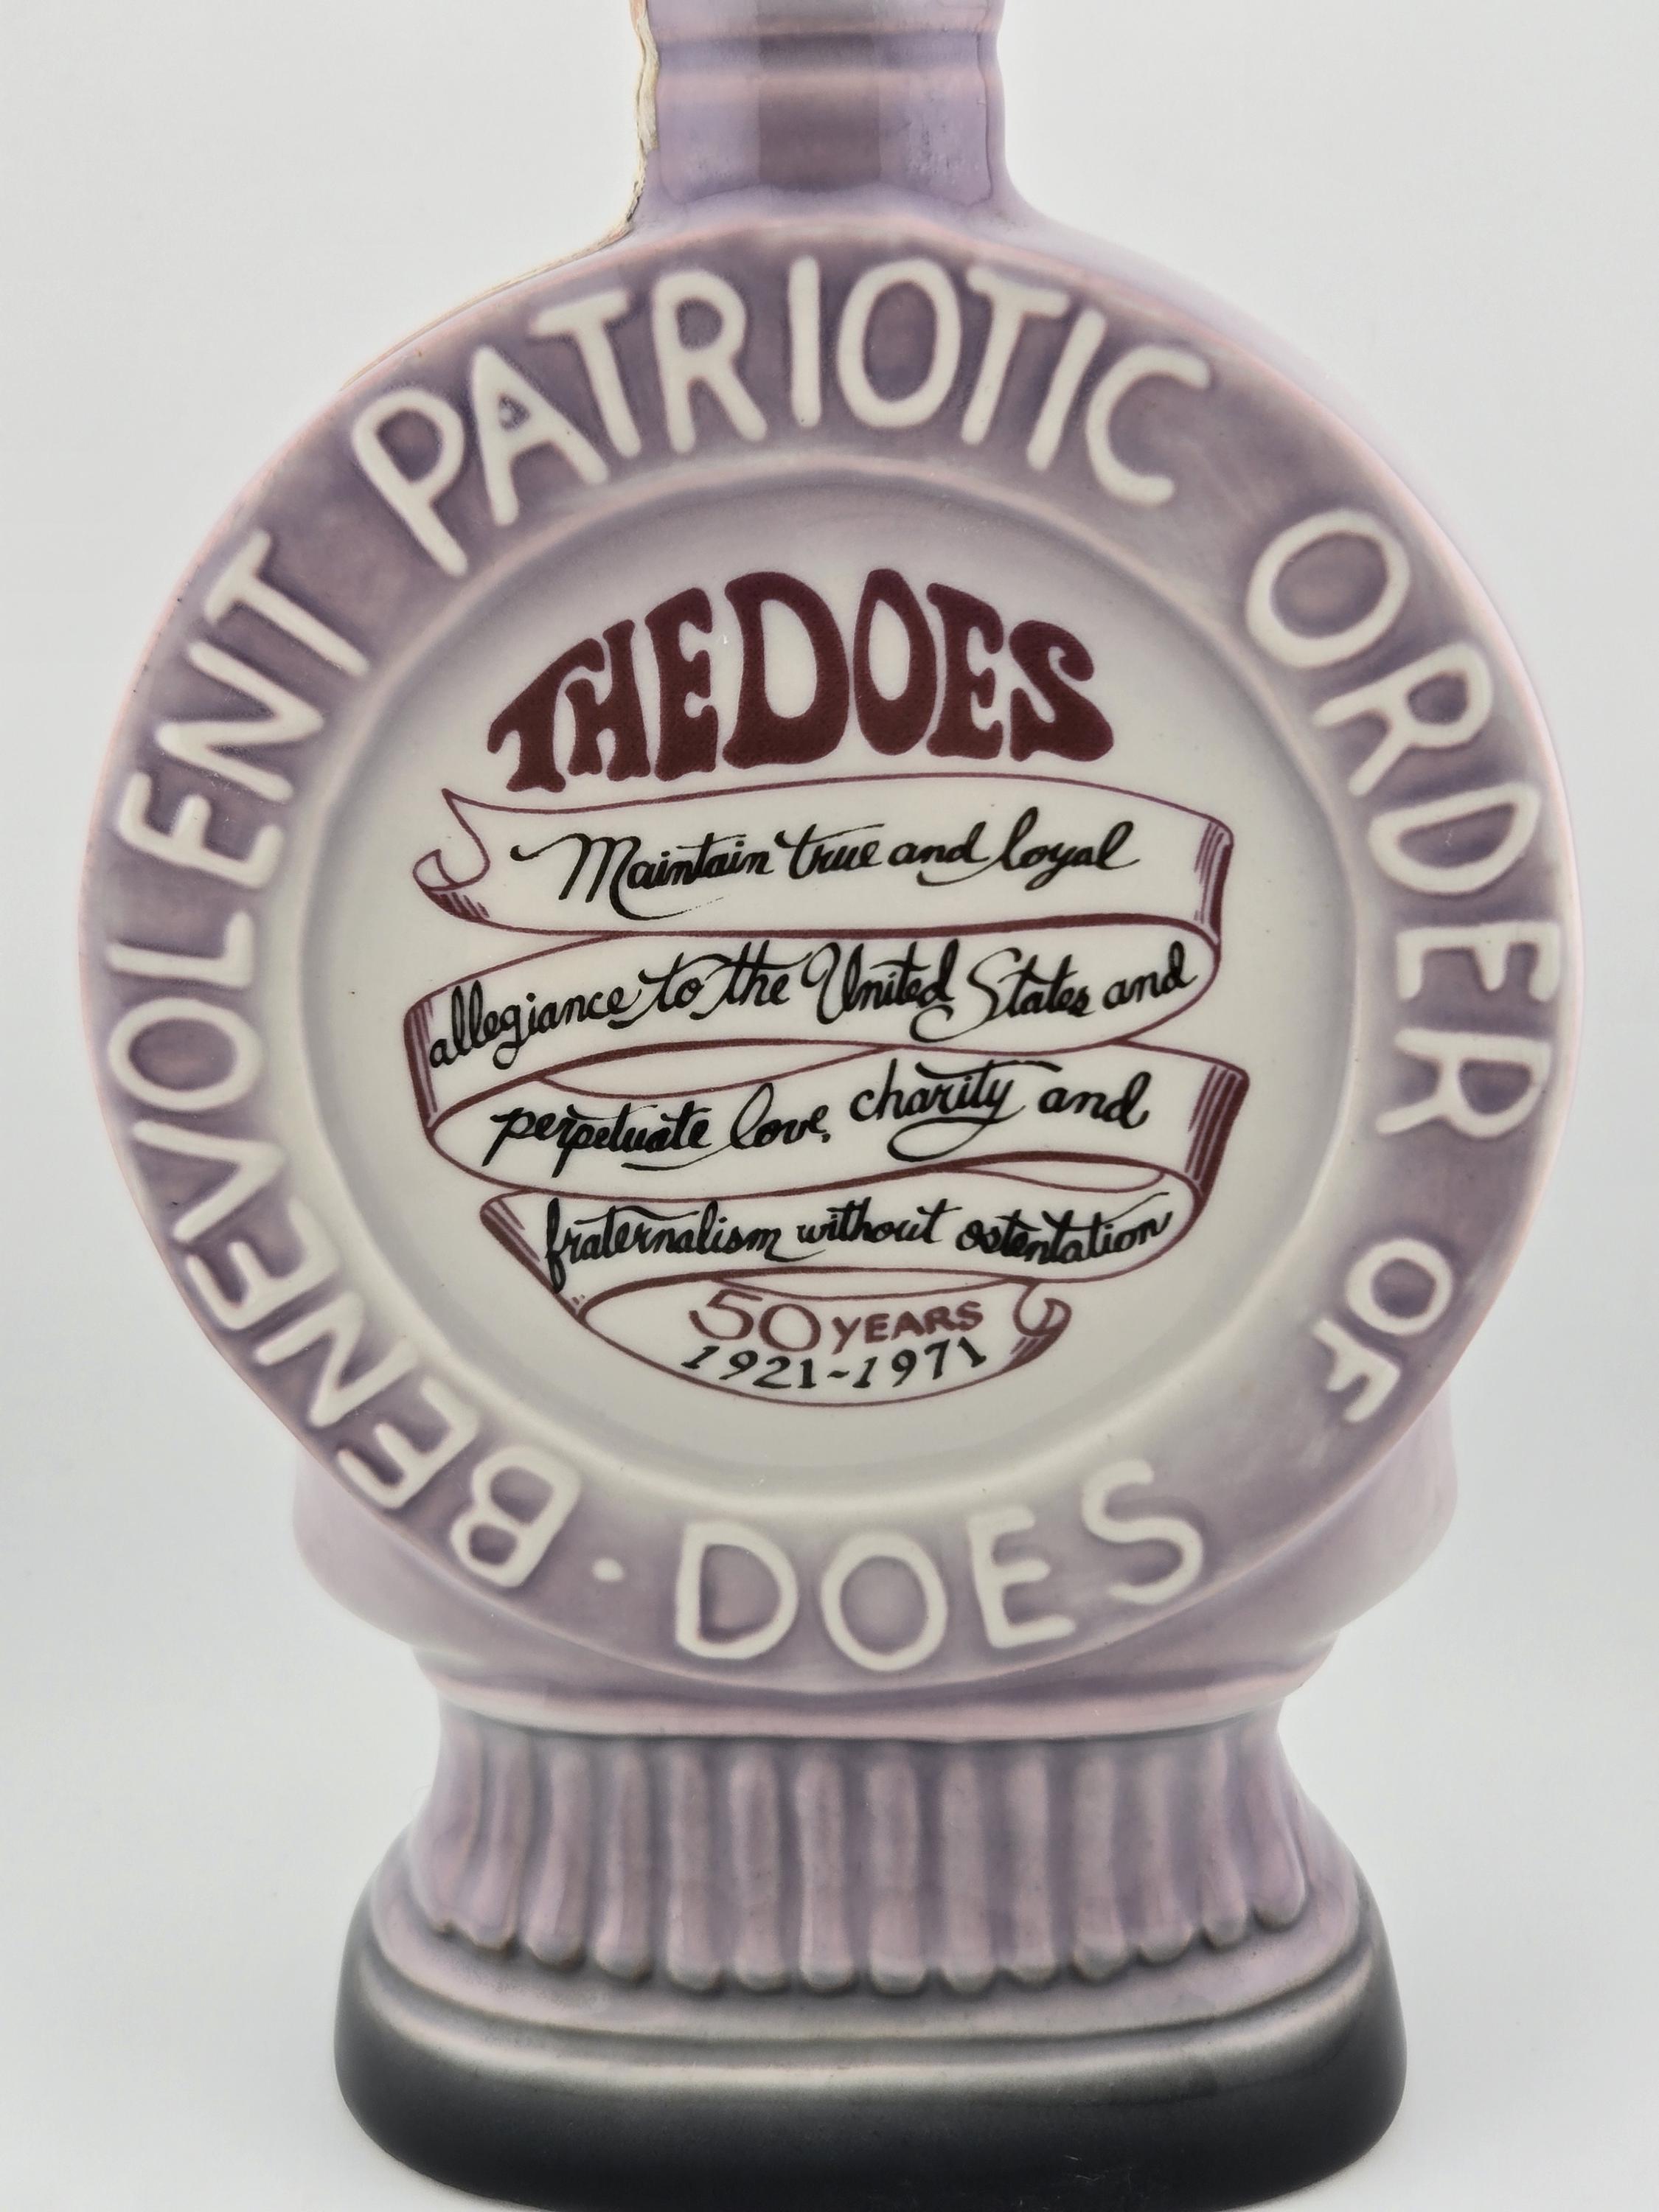 BENEVOLENT PATRIOTIC ORDER OF DOES ·
THE DOES
Maintain true and loyal
allegiance to the United States and
perpetuate love, charity and
fraternalism without ostentation
50 YEARS
1921-1971